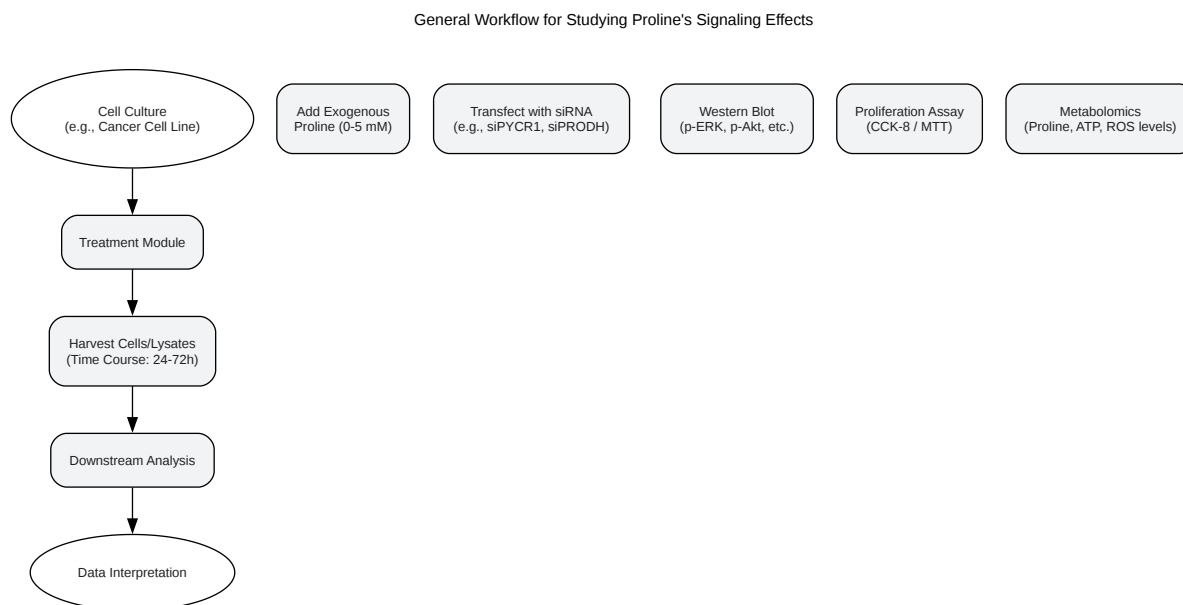 General Workflow for Studying Proline's Signaling Effects
Cell Culture
(e.g., Cancer Cell Line)
Add Exogenous
Proline (0-5 mM)
Transfect with siRNA
(e.g., siPYCR1, siPRODH)
Western Blot
(p-ERK, p-Akt, etc.)
Proliferation Assay
(CCK-8 / MTT)
Metabolomics
(Proline, ATP, ROS levels)
Treatment Module
Harvest Cells/Lysates
(Time Course: 24-72h)
Downstream Analysis
Data Interpretation